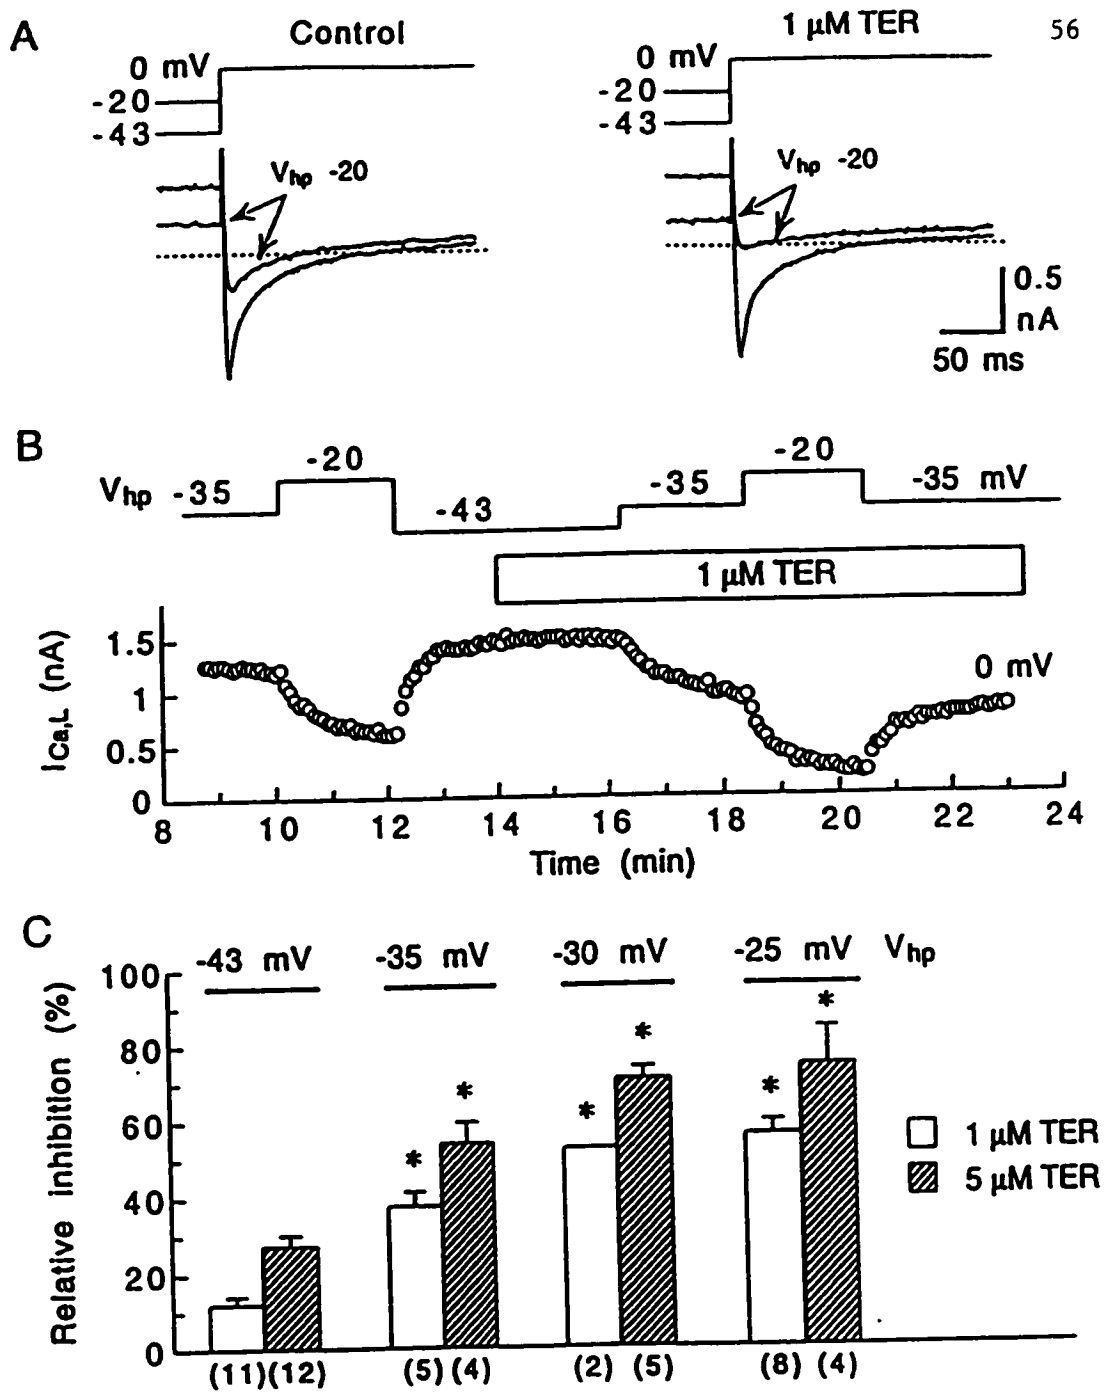 56
A
Control
0 mV
-20
-43
Vhp -20
1 µM TER
0 mV
-20
-43
Vhp -20
0.5
nA
50 ms
B
Vhp -35 -20 -43 -35 -20 -35 mV
1 µM TER
ICa,L (nA)
1.5
1
0.5
0
0 mV
8 10 12 14 16 18 20 22 24
Time (min)
C
-43 mV -35 mV -30 mV -25 mV Vhp
Relative inhibition (%)
100
80
60
40
20
0
* * * * * *
1 µM TER
5 µM TER
(11)(12) (5) (4) (2) (5) (8) (4)